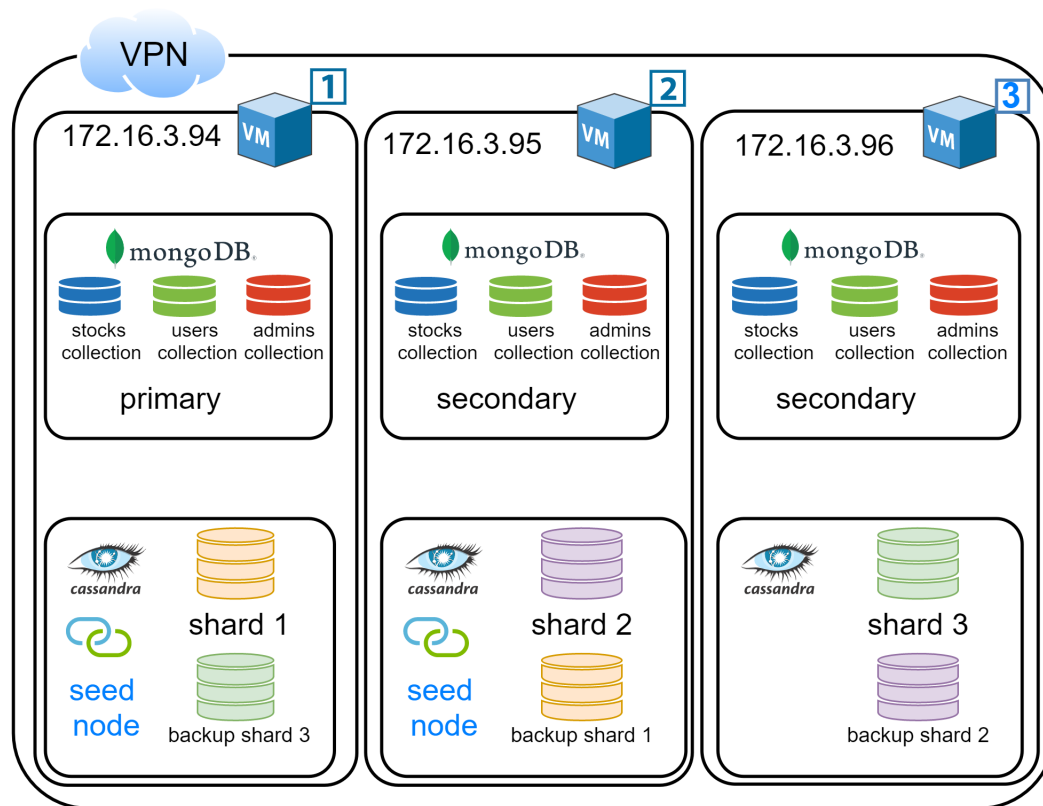 VPN
1
172.16.3.94
VM
mongoDB®
stocks collection
users collection
admins collection
primary
cassandra
seed node
shard 1
backup shard 3
2
172.16.3.95
VM
mongoDB®
stocks collection
users collection
admins collection
secondary
cassandra
seed node
shard 2
backup shard 1
3
172.16.3.96
VM
mongoDB®
stocks collection
users collection
admins collection
secondary
cassandra
shard 3
backup shard 2